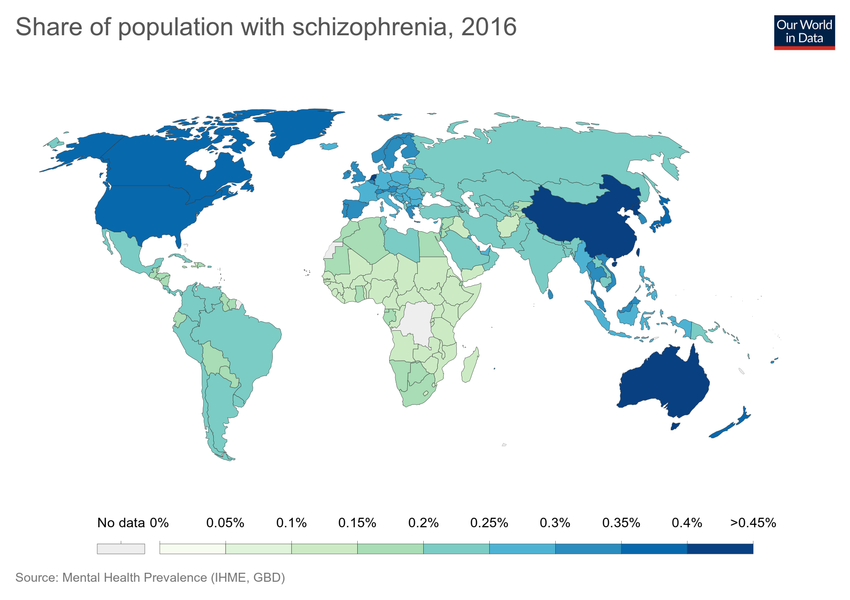 Share of population with schizophrenia, 2016
Our World
in Data
No data 0% 0.05% 0.1% 0.15% 0.2% 0.25% 0.3% 0.35% 0.4% >0.45%
Source: Mental Health Prevalence (IHME, GBD)